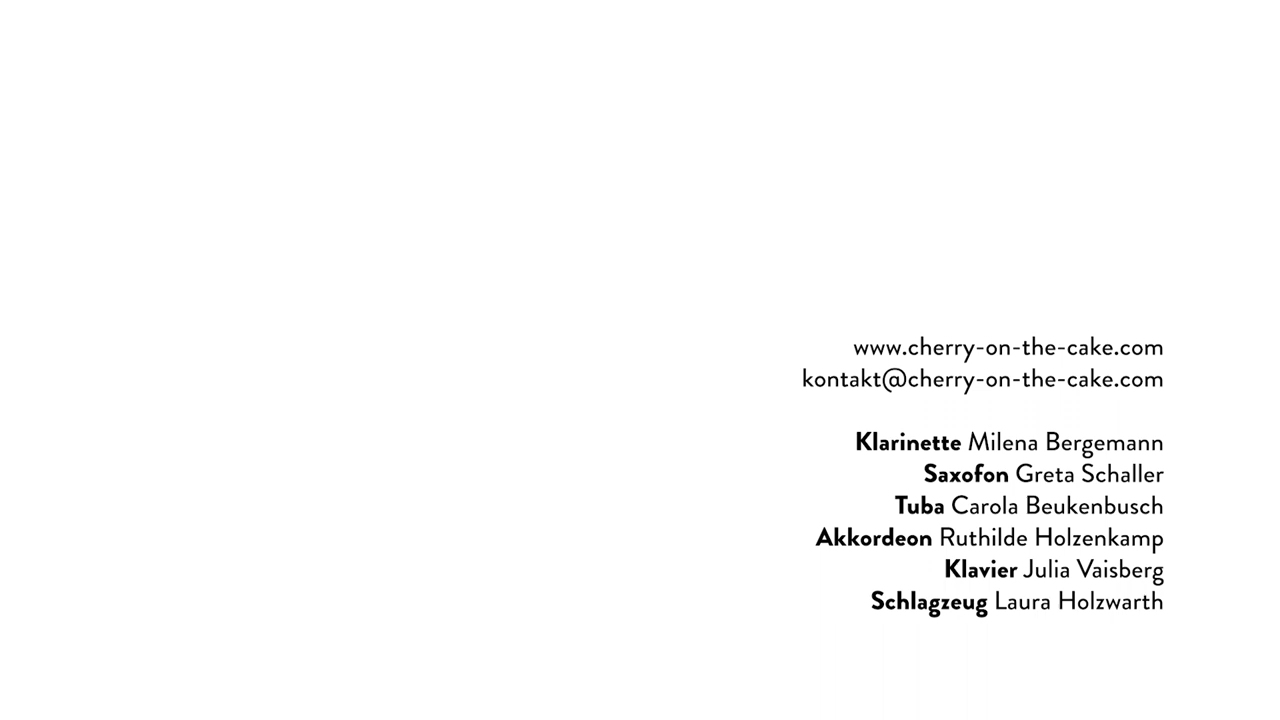 www.cherry-on-the-cake.com
kontakt@cherry-on-the-cake.com
Klarinette Milena Bergemann
Saxofon Greta Schaller
Tuba Carola Beukenbusch
Akkordeon Ruthilde Holzenkamp
Klavier Julia Vaisberg
Schlagzeug Laura Holzwarth